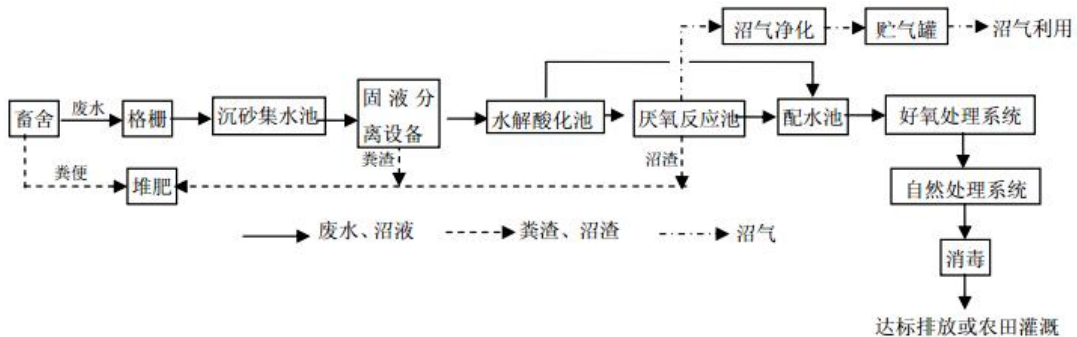 沼气净化
贮气罐
沼气利用
畜舍
废水
格栅
沉砂集水池
固液分
离设备
水解酸化池
厌氧反应池
配水池
好氧处理系统
粪便
堆肥
粪渣
沼渣
自然处理系统
废水、沼液
粪渣、沼渣
沼气
消毒
达标排放或农田灌溉